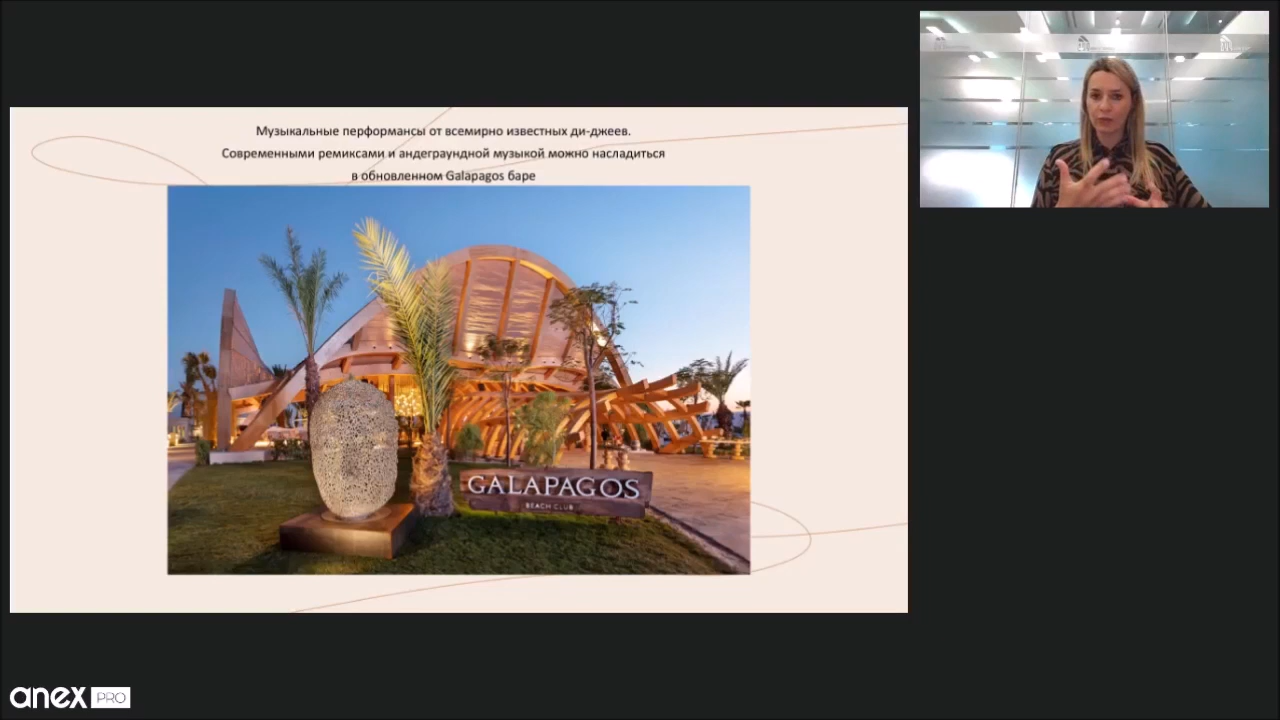 Музыкальные перформансы от всемирно известных ди-джеев.
Современными ремиксами и андеграундной музыкой можно насладиться
в обновленном Galapagos баре
GALAPAGOS
BEACH CLUB
anex PRO